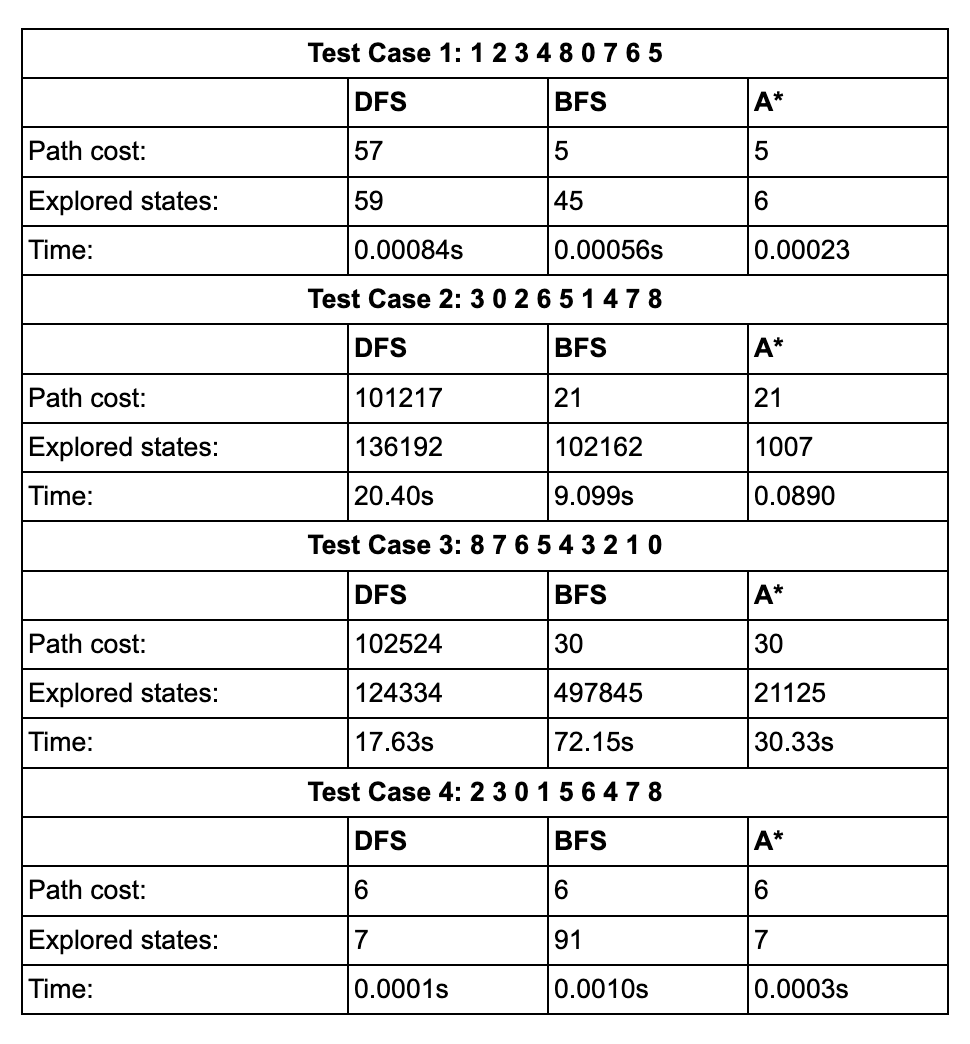 Test Case 1: 1 2 3 4 8 0 7 6 5
DFS BFS A*
Path cost: 57 5 5
Explored states: 59 45 6
Time: 0.00084s 0.00056s 0.00023
Test Case 2: 3 0 2 6 5 1 4 7 8
DFS BFS A*
Path cost: 101217 21 21
Explored states: 136192 102162 1007
Time: 20.40s 9.099s 0.0890
Test Case 3: 8 7 6 5 4 3 2 1 0
DFS BFS A*
Path cost: 102524 30 30
Explored states: 124334 497845 21125
Time: 17.63s 72.15s 30.33s
Test Case 4: 2 3 0 1 5 6 4 7 8
DFS BFS A*
Path cost: 6 6 6
Explored states: 7 91 7
Time: 0.0001s 0.0010s 0.0003s